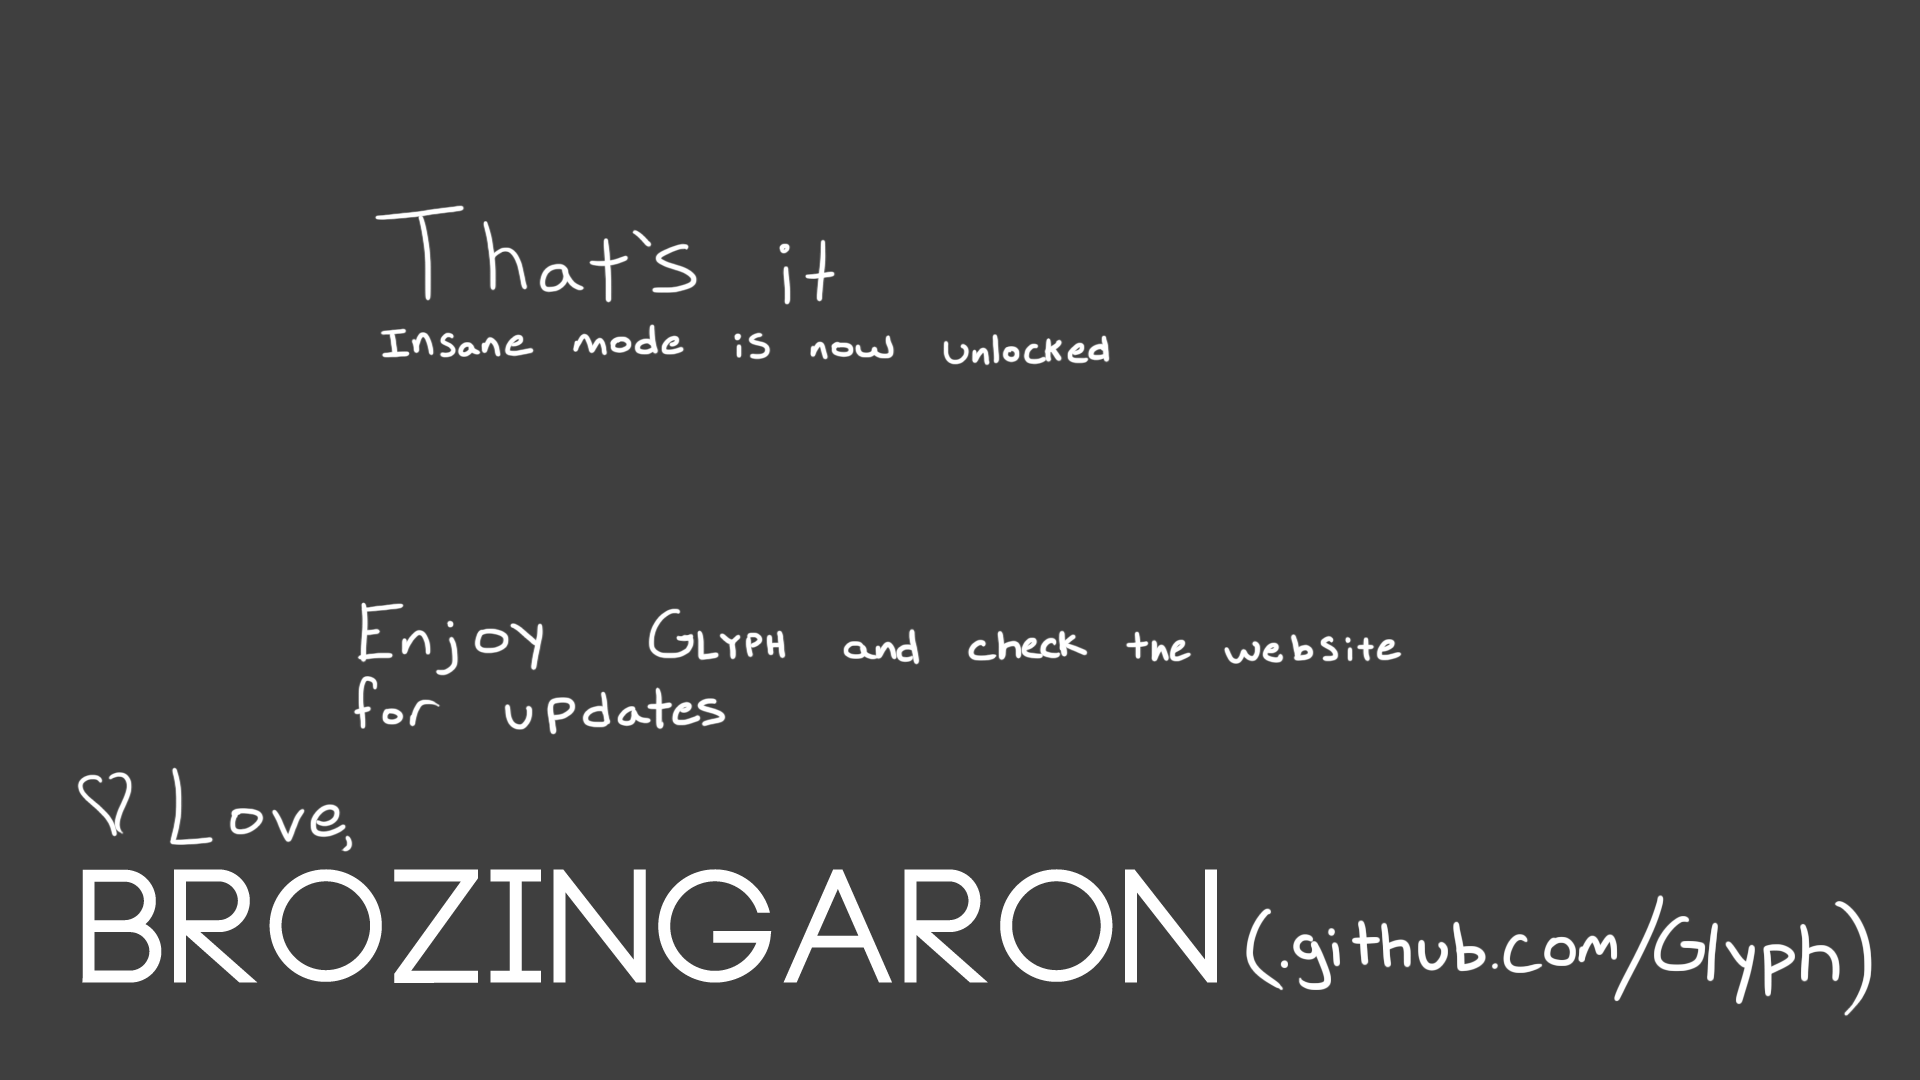 That's it
Insane mode is now unlocked
Enjoy GLYPH and check the website
for updates
♡ Love,
BROZINGARON (.github.com/Glyph)